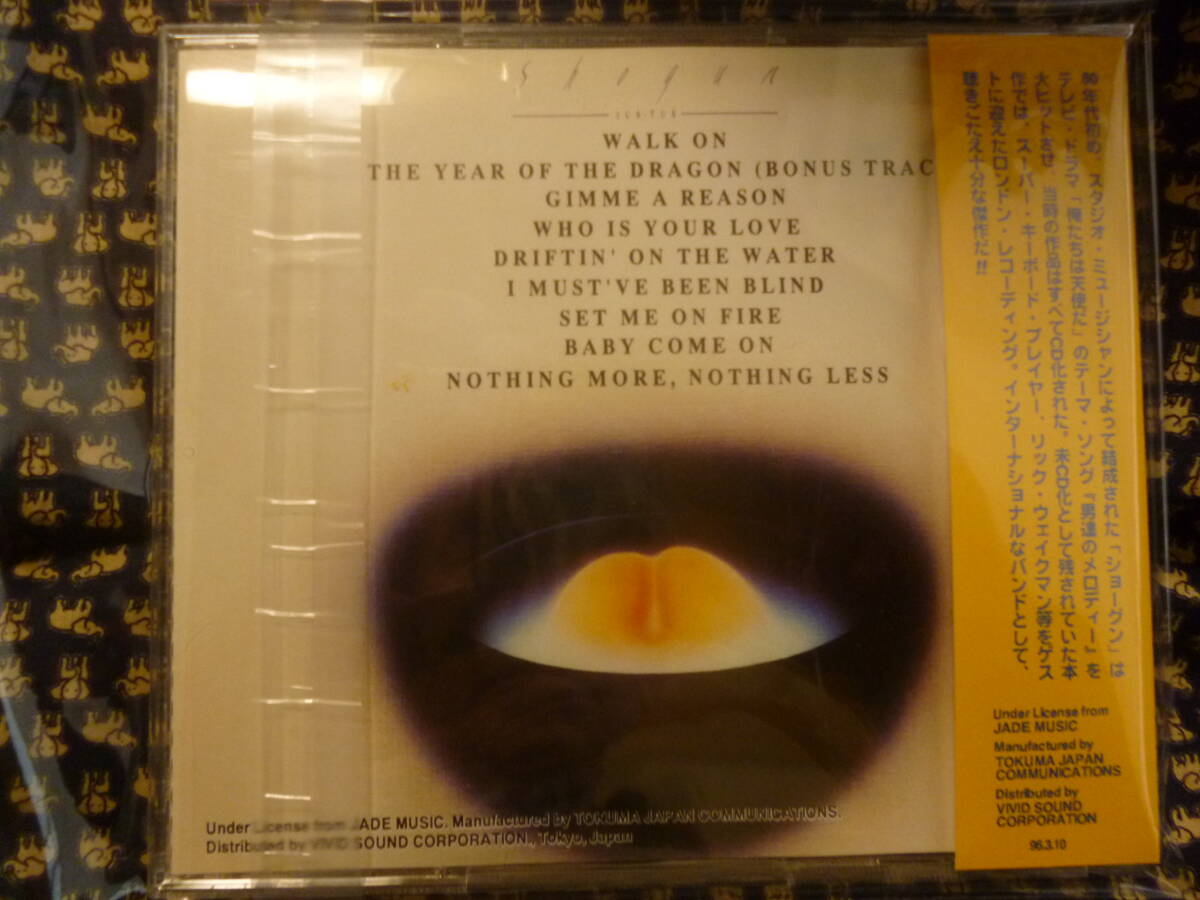 Shogun
WALK ON
THE YEAR OF THE DRAGON (BONUS TRAC
GIMME A REASON
WHO IS YOUR LOVE
DRIFTIN' ON THE WATER
I MUST'VE BEEN BLIND
SET ME ON FIRE
BABY COME ON
NOTHING MORE, NOTHING LESS
Under License from JADE MUSIC. Manufactured by TOKUMA JAPAN COMMUNICATIONS.
Distributed by VIVID SOUND CORPORATION., Tokyo, Japan
80年代初め、スタジオ・ミュージシャンによって結成された「ショーグン」は
テレビ・ドラマ「俺たちは天使だ」のテーマ・ソング『男達のメロディー』を
大ヒットさせ、当時の作品はすべてCD化された。未CD化として残されていた本
作では、スーパー・キーボード・プレイヤー、リック・ウェイクマン等をゲス
トに迎えたロンドン・レコーディング。インターナショナルなバンドとして、
聴きごたえ十分な傑作だ!!
Under License from
JADE MUSIC
Manufactured by
TOKUMA JAPAN
COMMUNICATIONS
Distributed by
VIVID SOUND
CORPORATION
96.3.10